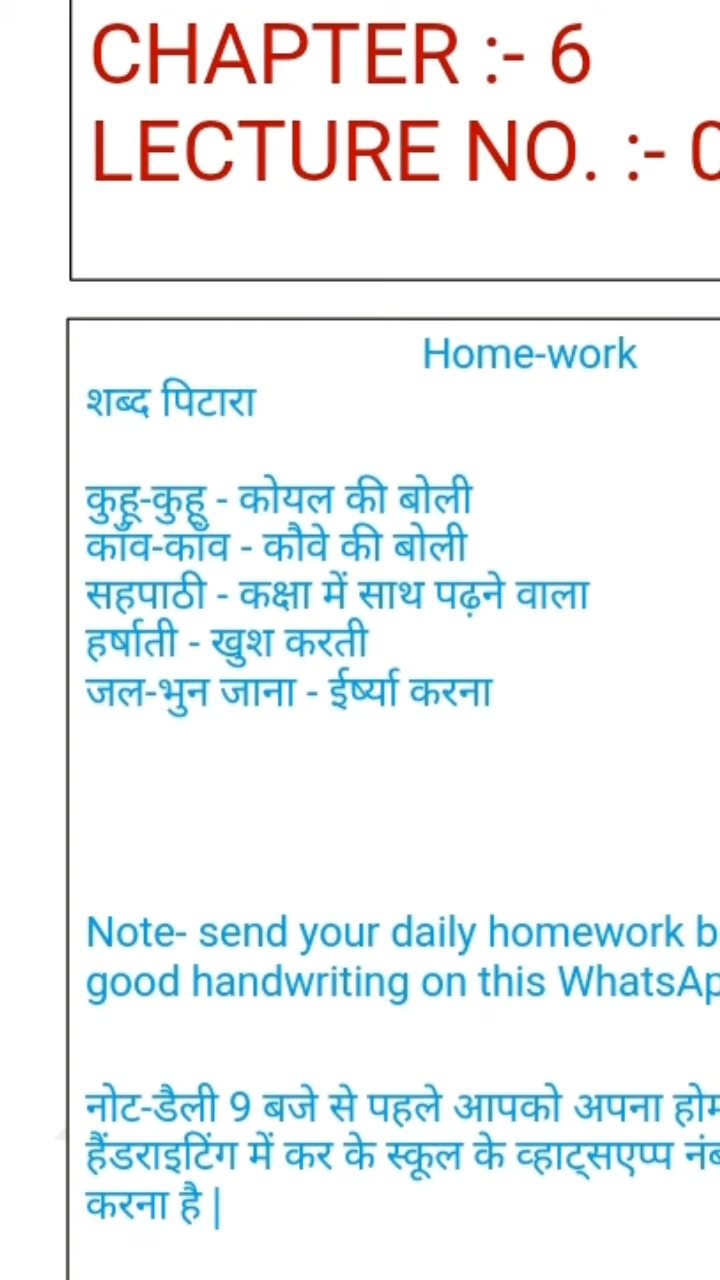 CHAPTER :- 6
LECTURE NO. :-
Home-work
शब्द पिटारा
कुहू-कुहू - कोयल की बोली
काँव-काँव - कौवे की बोली
सहपाठी - कक्षा में साथ पढ़ने वाला
हर्षाती - खुश करती
जल-भुन जाना - ईर्ष्या करना
Note- send your daily homework
good handwriting on this
नोट-डैली 9 बजे से पहले आपको अपना
हैंडराइटिंग में कर के स्कूल के व्हाट्सएप्प
करना है |